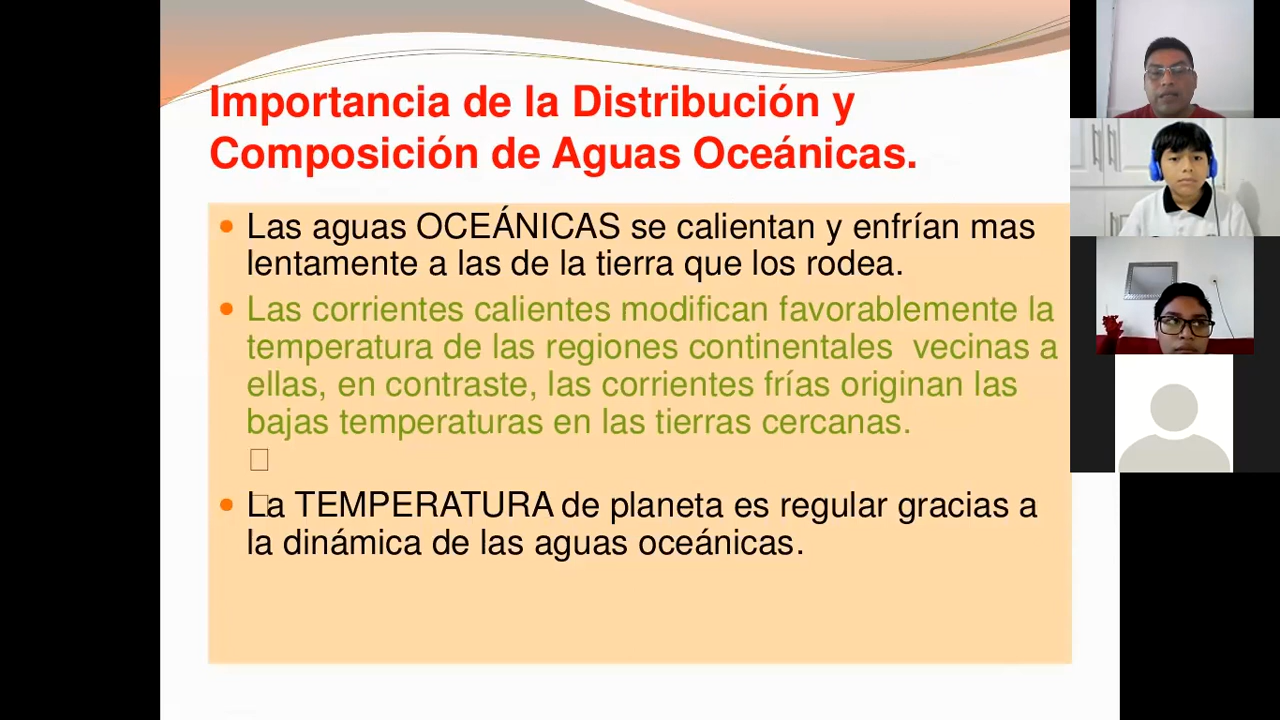 Importancia de la Distribución y
Composición de Aguas Oceánicas.
Las aguas OCEÁNICAS se calientan y enfrían mas
lentamente a las de la tierra que los rodea.
Las corrientes calientes modifican favorablemente la
temperatura de las regiones continentales vecinas a
ellas, en contraste, las corrientes frías originan las
bajas temperaturas en las tierras cercanas.
La TEMPERATURA de planeta es regular gracias a
la dinámica de las aguas oceánicas.